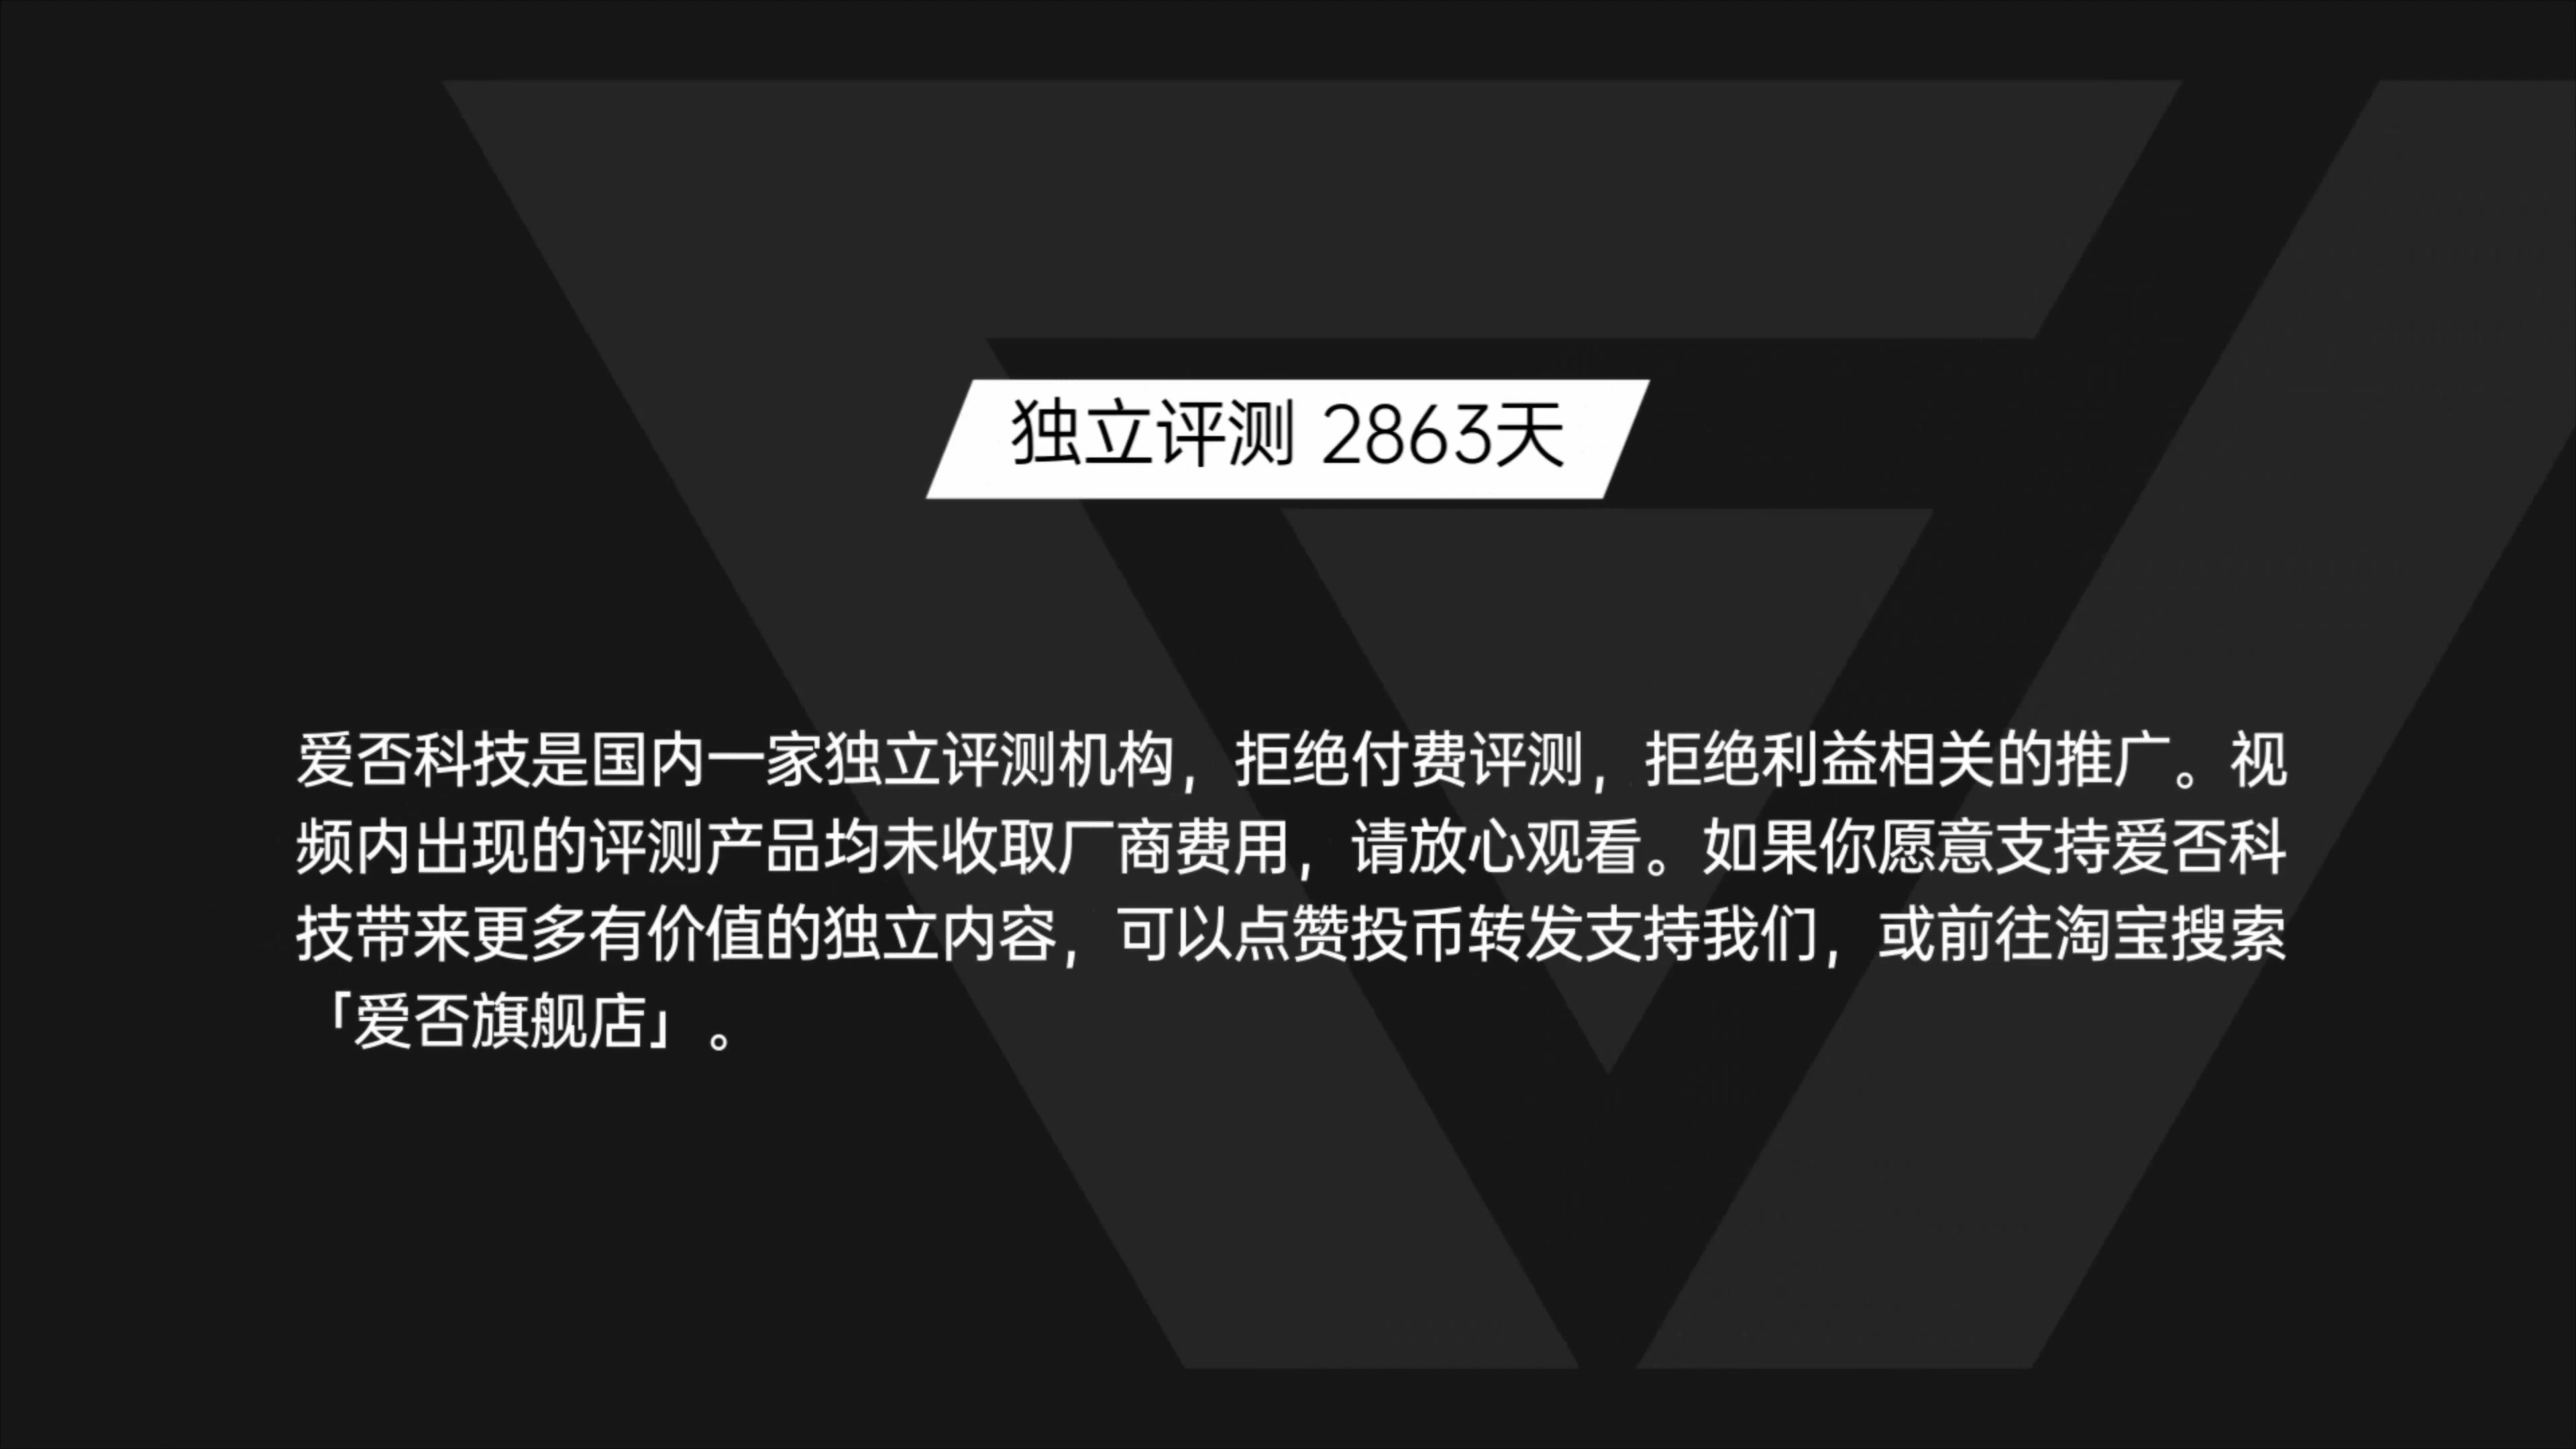 独立评测 2863天
爱否科技是国内一家独立评测机构，拒绝付费评测，拒绝利益相关的推广。视
频内出现的评测产品均未收取厂商费用，请放心观看。如果你愿意支持爱否科
技带来更多有价值的独立内容，可以点赞投币转发支持我们，或前往淘宝搜索
「爱否旗舰店」。